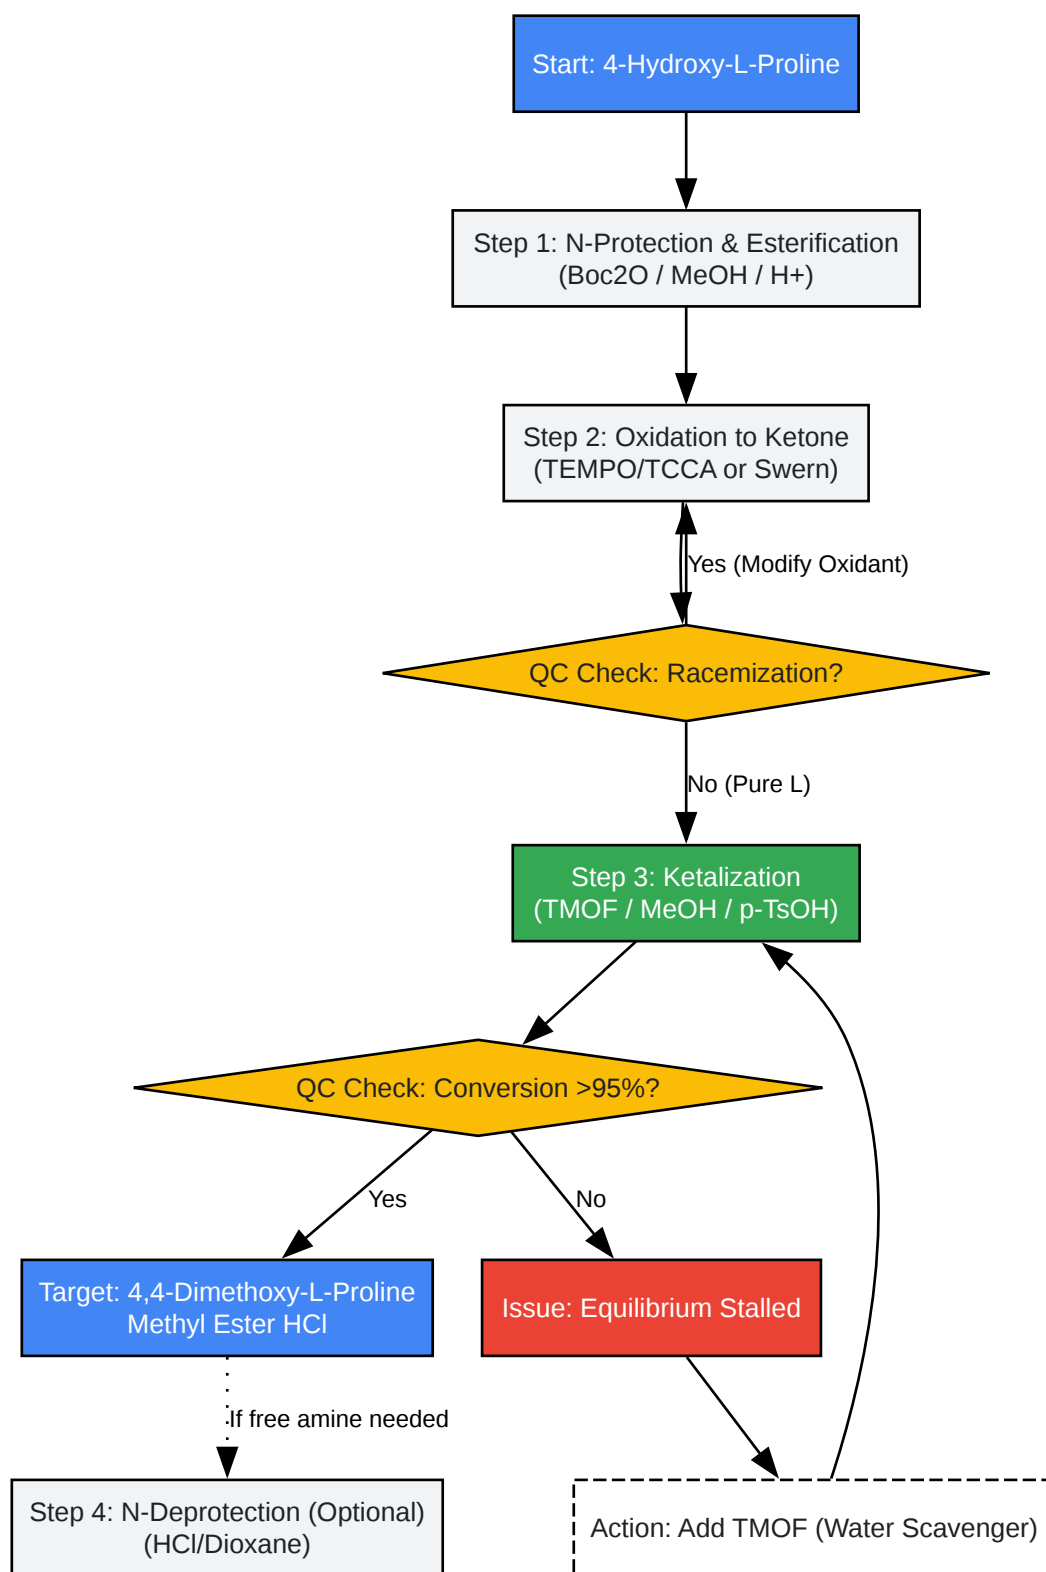 Start: 4-Hydroxy-L-Proline
Step 1: N-Protection & Esterification
(Boc2O / MeOH / H+)
Step 2: Oxidation to Ketone
(TEMPO/TCCA or Swern)
Yes (Modify Oxidant)
QC Check: Racemization?
No (Pure L)
Step 3: Ketalization
(TMOF / MeOH / p-TsOH)
QC Check: Conversion >95%?
Yes
No
Target: 4,4-Dimethoxy-L-Proline
Methyl Ester HCl
Issue: Equilibrium Stalled
If free amine needed
Step 4: N-Deprotection (Optional)
(HCl/Dioxane)
Action: Add TMOF (Water Scavenger)